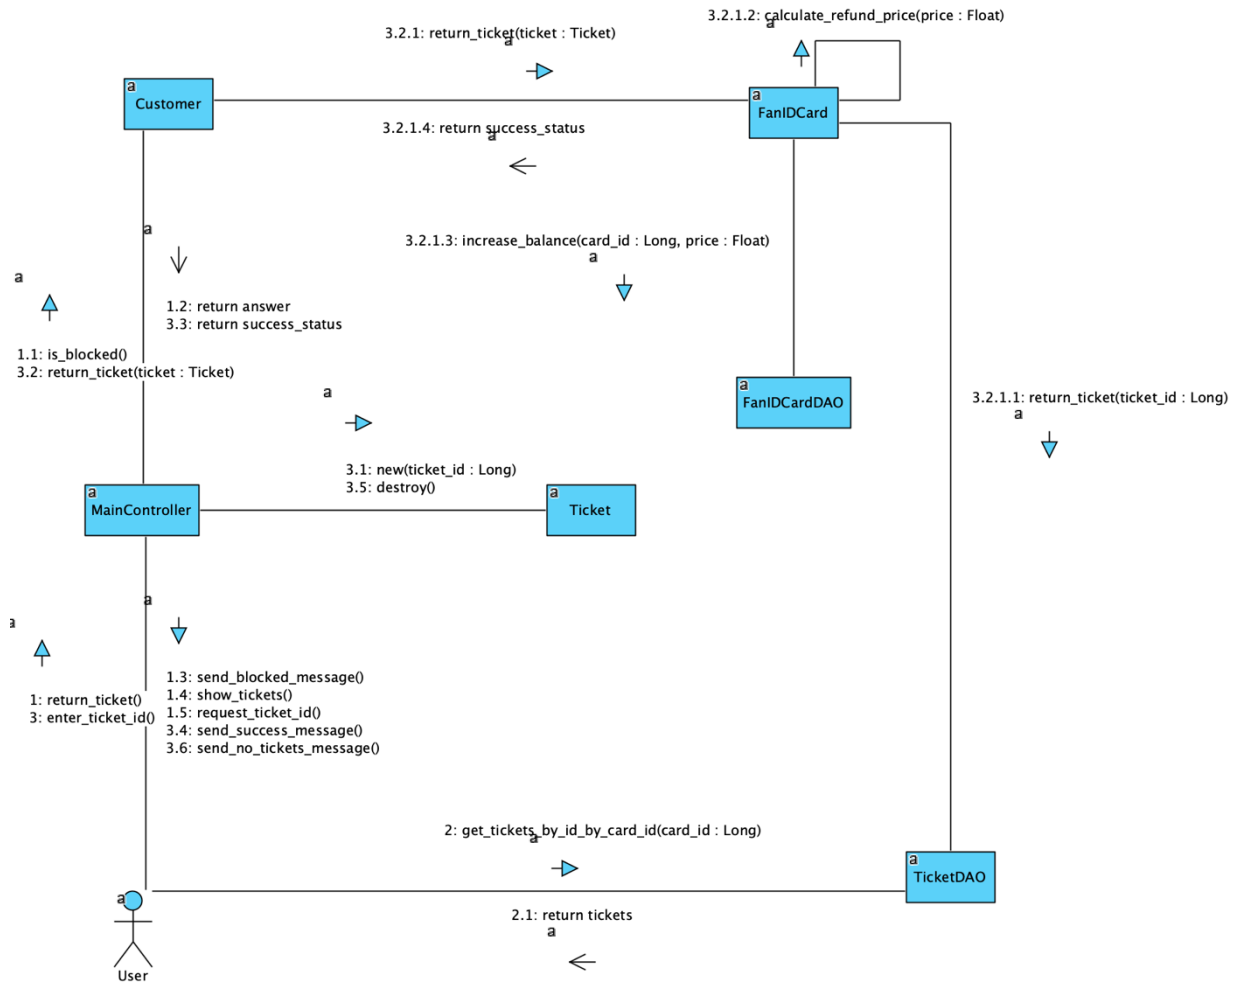 3.2.1.2: calculate_refund_price(price : Float)
a
3.2.1: return_ticket(ticket : Ticket)
a
a
Customer
a
FanIDCard
3.2.1.4: return success_status
a
a
3.2.1.3: increase_balance(card_id : Long, price : Float)
a
a
1.2: return answer
3.3: return success_status
1.1: is_blocked()
3.2: return_ticket(ticket : Ticket)
a
a
FanIDCardDAO
3.2.1.1: return_ticket(ticket_id : Long)
a
3.1: new(ticket_id : Long)
3.5: destroy()
a
MainController
a
Ticket
a
a
1.3: send_blocked_message()
1.4: show_tickets()
1.5: request_ticket_id()
3.4: send_success_message()
3.6: send_no_tickets_message()
1: return_ticket()
3: enter_ticket_id()
2: get_tickets_by_id_by_card_id(card_id : Long)
a
a
TicketDAO
a
2.1: return tickets
a
User